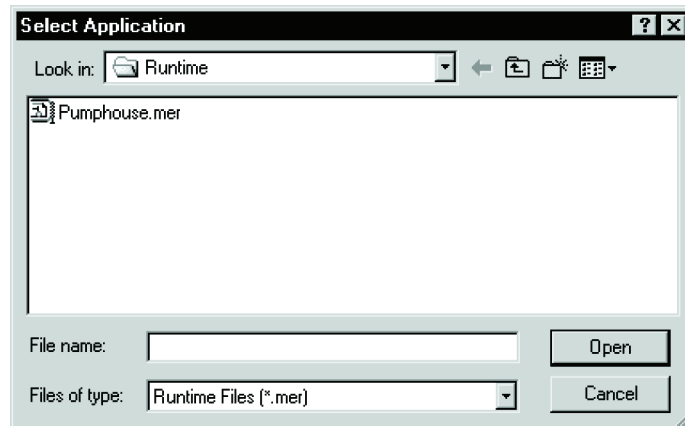 Select Application
Look in: Runtime
Pumphouse.mer
File name: Open
Files of type: Runtime Files (*.mer) Cancel